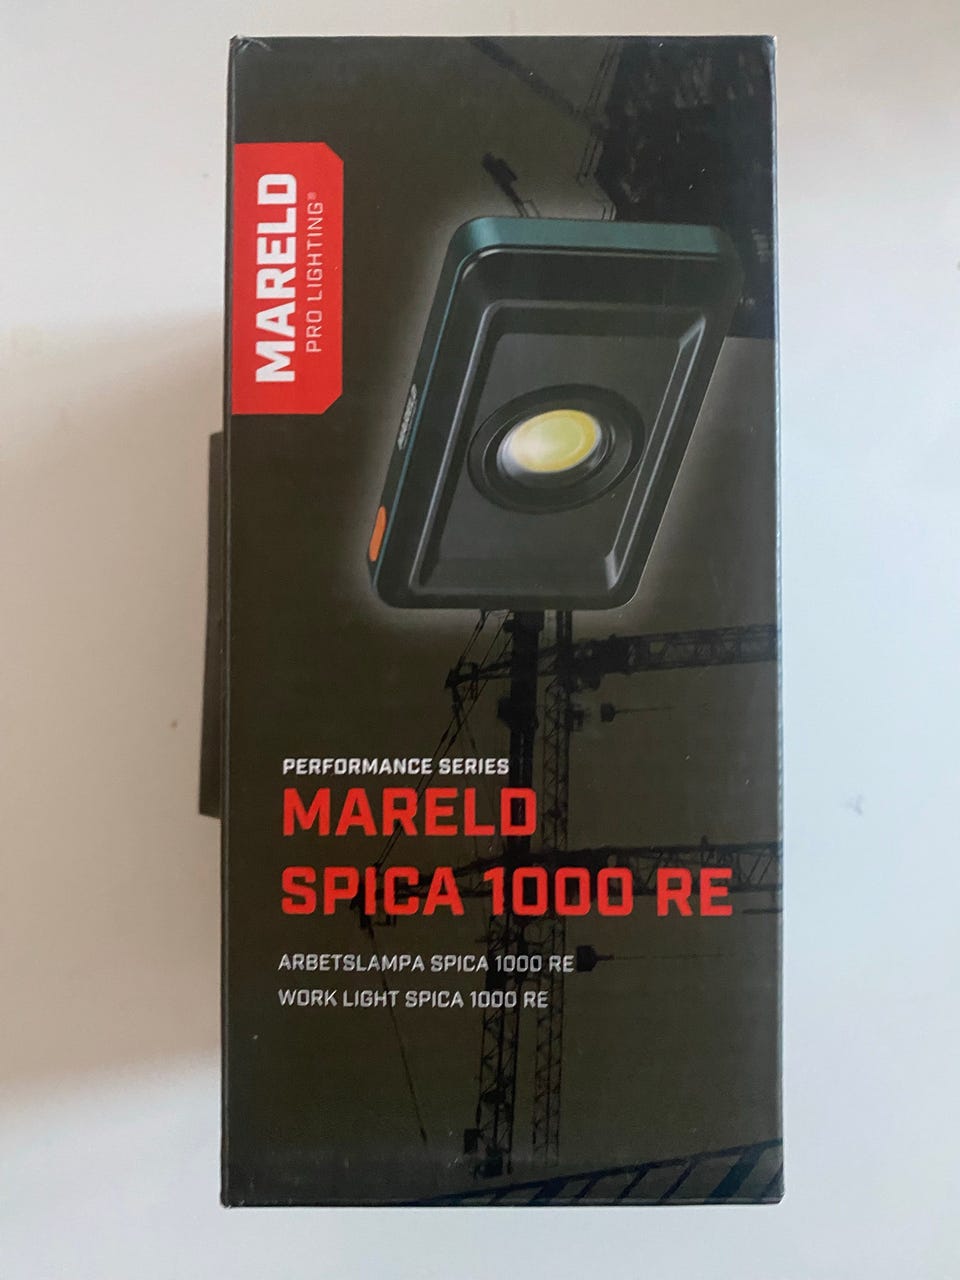 MARELD
PRO LIGHTING®
PERFORMANCE SERIES
MARELD
SPICA 1000 RE
ARBETSLAMPA SPICA 1000 RE
WORK LIGHT SPICA 1000 RE